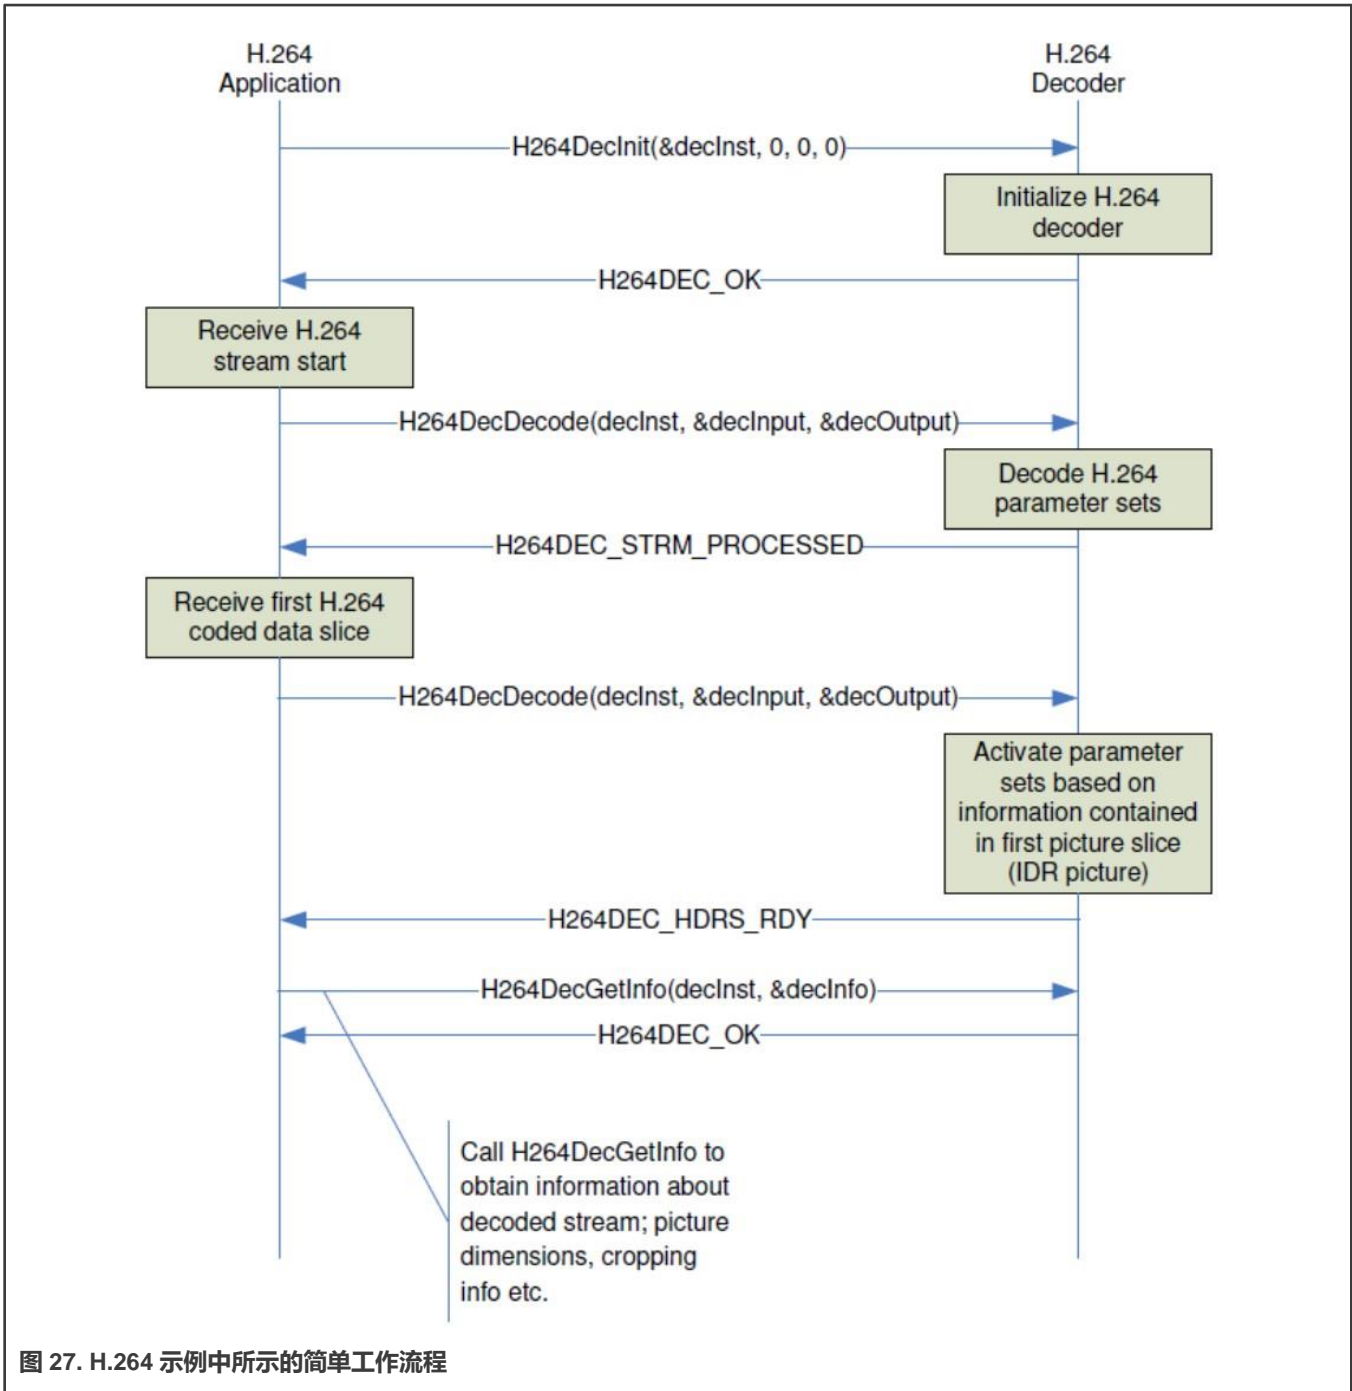 H.264
Application
H.264
Decoder
H264DecInit(&decInst, 0, 0, 0)
Initialize H.264
decoder
H264DEC_OK
Receive H.264
stream start
H264DecDecode(decInst, &decInput, &decOutput)
Decode H.264
parameter sets
H264DEC_STRM_PROCESSED
Receive first H.264
coded data slice
H264DecDecode(decInst, &decInput, &decOutput)
Activate parameter
sets based on
information contained
in first picture slice
(IDR picture)
H264DEC_HDRS_RDY
H264DecGetInfo(decInst, &decInfo)
H264DEC_OK
Call H264DecGetInfo to
obtain information about
decoded stream; picture
dimensions, cropping
info etc.
图 27. H.264 示例中所示的简单工作流程